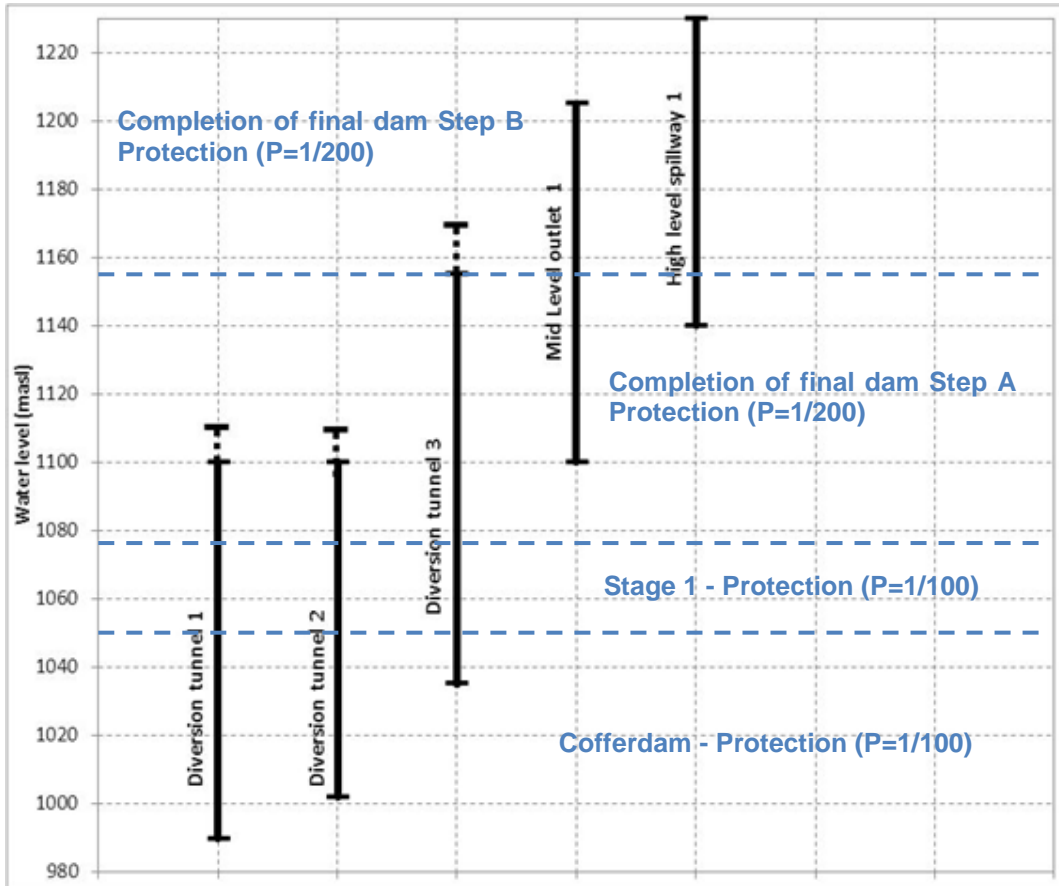 1220
1200
1180
1160
1140
1120
1100
1080
1060
1040
1020
1000
980
Water level (masl)
Completion of final dam Step B
Protection (P=1/200)
Completion of final dam Step A
Protection (P=1/200)
Stage 1 - Protection (P=1/100)
Cofferdam - Protection (P=1/100)
Diversion tunnel 1
Diversion tunnel 2
Diversion tunnel 3
Mid Level outlet 1
High level spillway 1